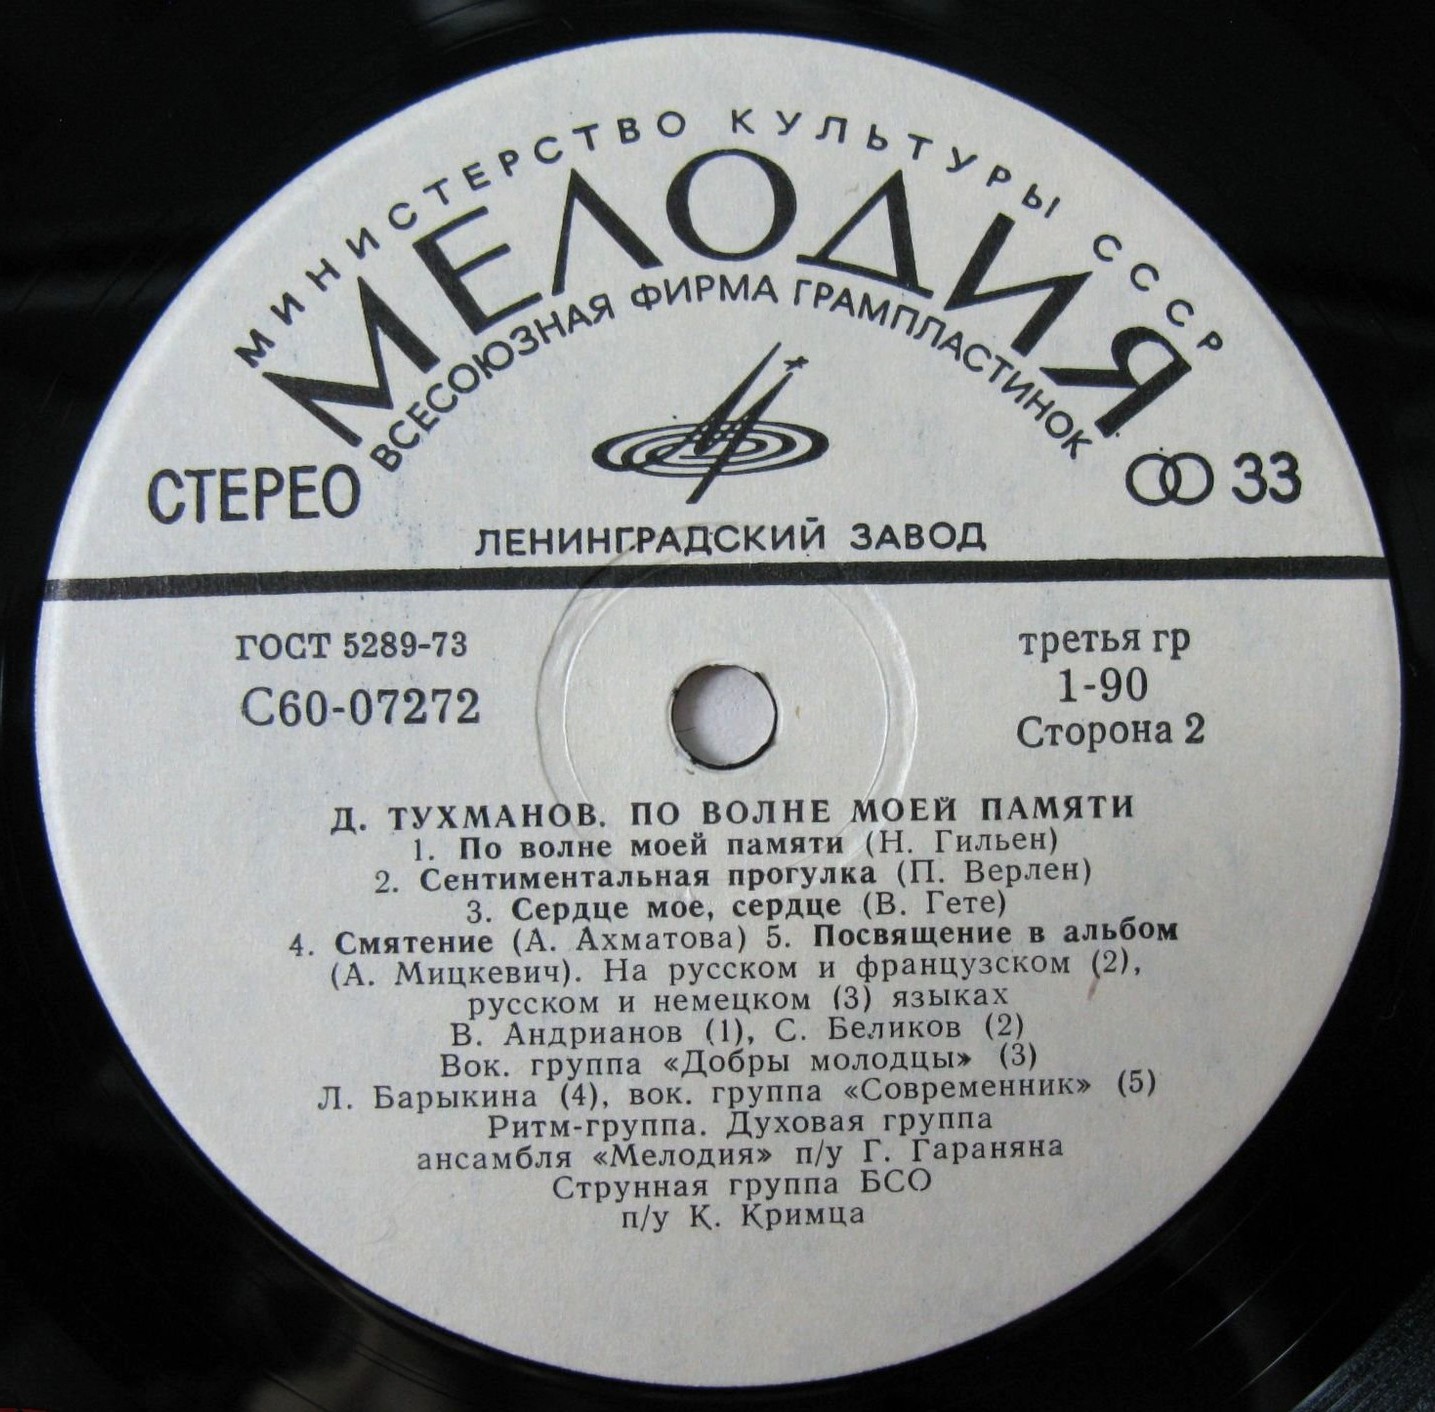 МИНИСТЕРСТВО КУЛЬТУРЫ СССР
МЕЛОДИЯ
ВСЕСОЮЗНАЯ ФИРМА ГРАМПЛАСТИНОК
СТЕРЕО
33
ЛЕНИНГРАДСКИЙ ЗАВОД
ГОСТ 5289-73
С60-07272
третья гр
1-90
Сторона 2
Д. ТУХМАНОВ. ПО ВОЛНЕ МОЕЙ ПАМЯТИ
1. По волне моей памяти (Н. Гильен)
2. Сентиментальная прогулка (П. Верлен)
3. Сердце мое, сердце (В. Гете)
4. Смятение (А. Ахматова) 5. Посвящение в альбом
(А. Мицкевич). На русском и французском (2),
русском и немецком (3) языках
В. Андрианов (1), С. Беликов (2)
Вок. группа «Добры молодцы» (3)
Л. Барыкина (4), вок. группа «Современник» (5)
Ритм-группа. Духовая группа
ансамбля «Мелодия» п/у Г. Гараняна
Струнная группа БСО
п/у К. Кримца